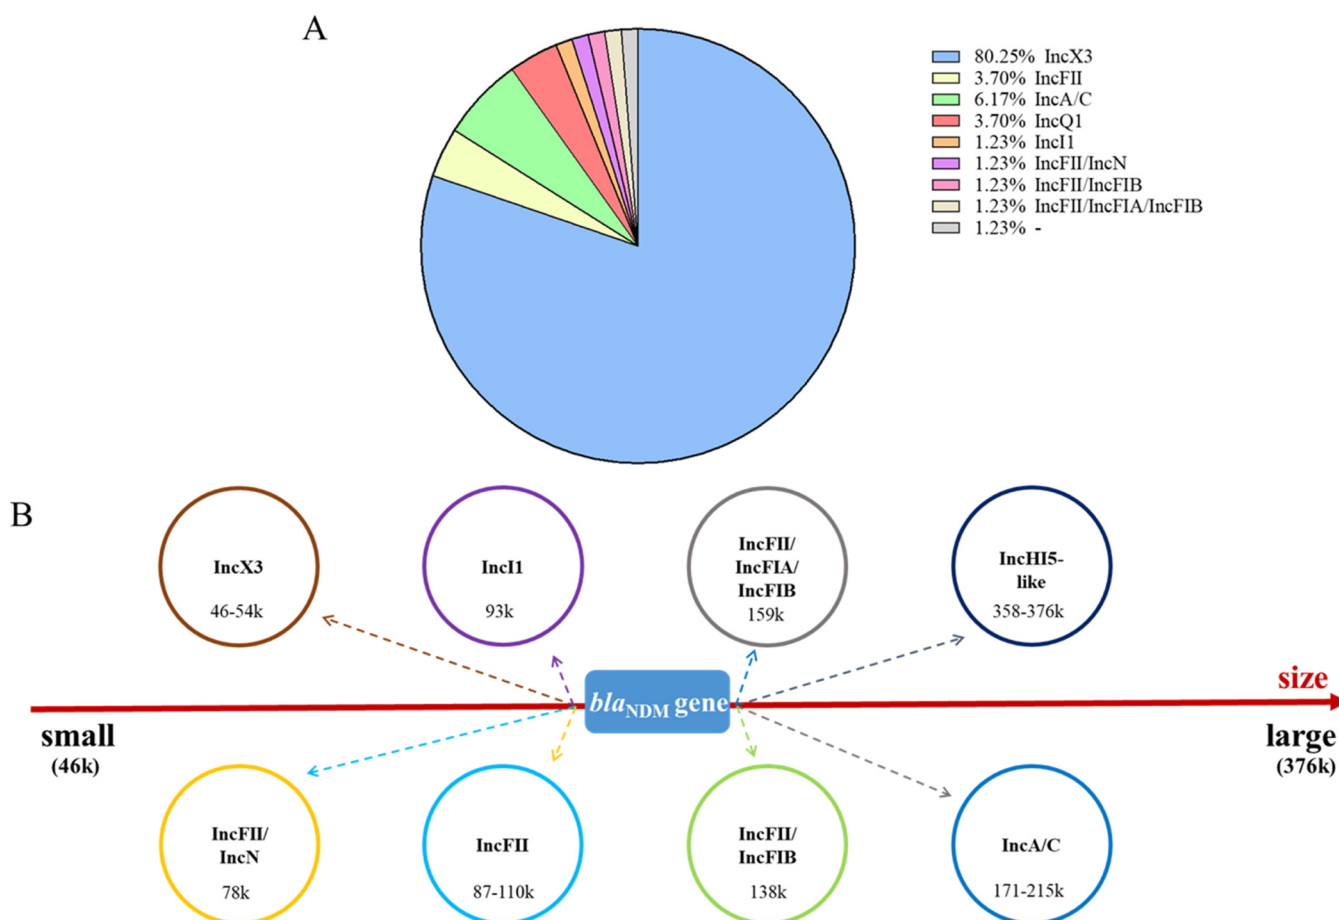 A
80.25% IncX3
3.70% IncFII
6.17% IncA/C
3.70% IncQ1
1.23% IncI1
1.23% IncFII/IncN
1.23% IncFII/IncFIB
1.23% IncFII/IncFIA/IncFIB
1.23% -
B
IncX3
46-54k
IncI1
93k
IncFII/
IncFIA/
IncFIB
159k
IncHI5-
like
358-376k
blaNDM gene
size
small
(46k)
large
(376k)
IncFII/
IncN
78k
IncFII
87-110k
IncFII/
IncFIB
138k
IncA/C
171-215k